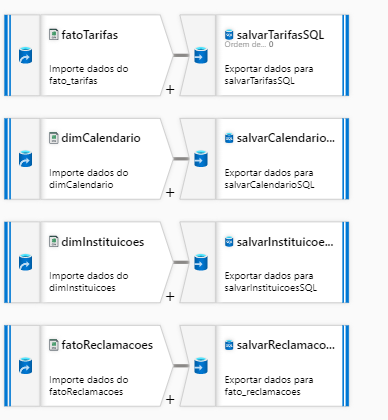 fatoTarifas
Importe dados do
fato_tarifas
+
salvarTarifasSQL
Ordem de... 0
Exportar dados para
salvarTarifasSQL
dimCalendario
Importe dados do
dimCalendario
+
salvarCalendario...
Exportar dados para
salvarCalendarioSQL
dimInstituicoes
Importe dados do
dimInstituicoes
+
salvarInstituicoe...
Exportar dados para
salvarInstituicoesSQL
fatoReclamacoes
Importe dados do
fatoReclamacoes
+
salvarReclamaco...
Exportar dados para
fato_reclamacoes